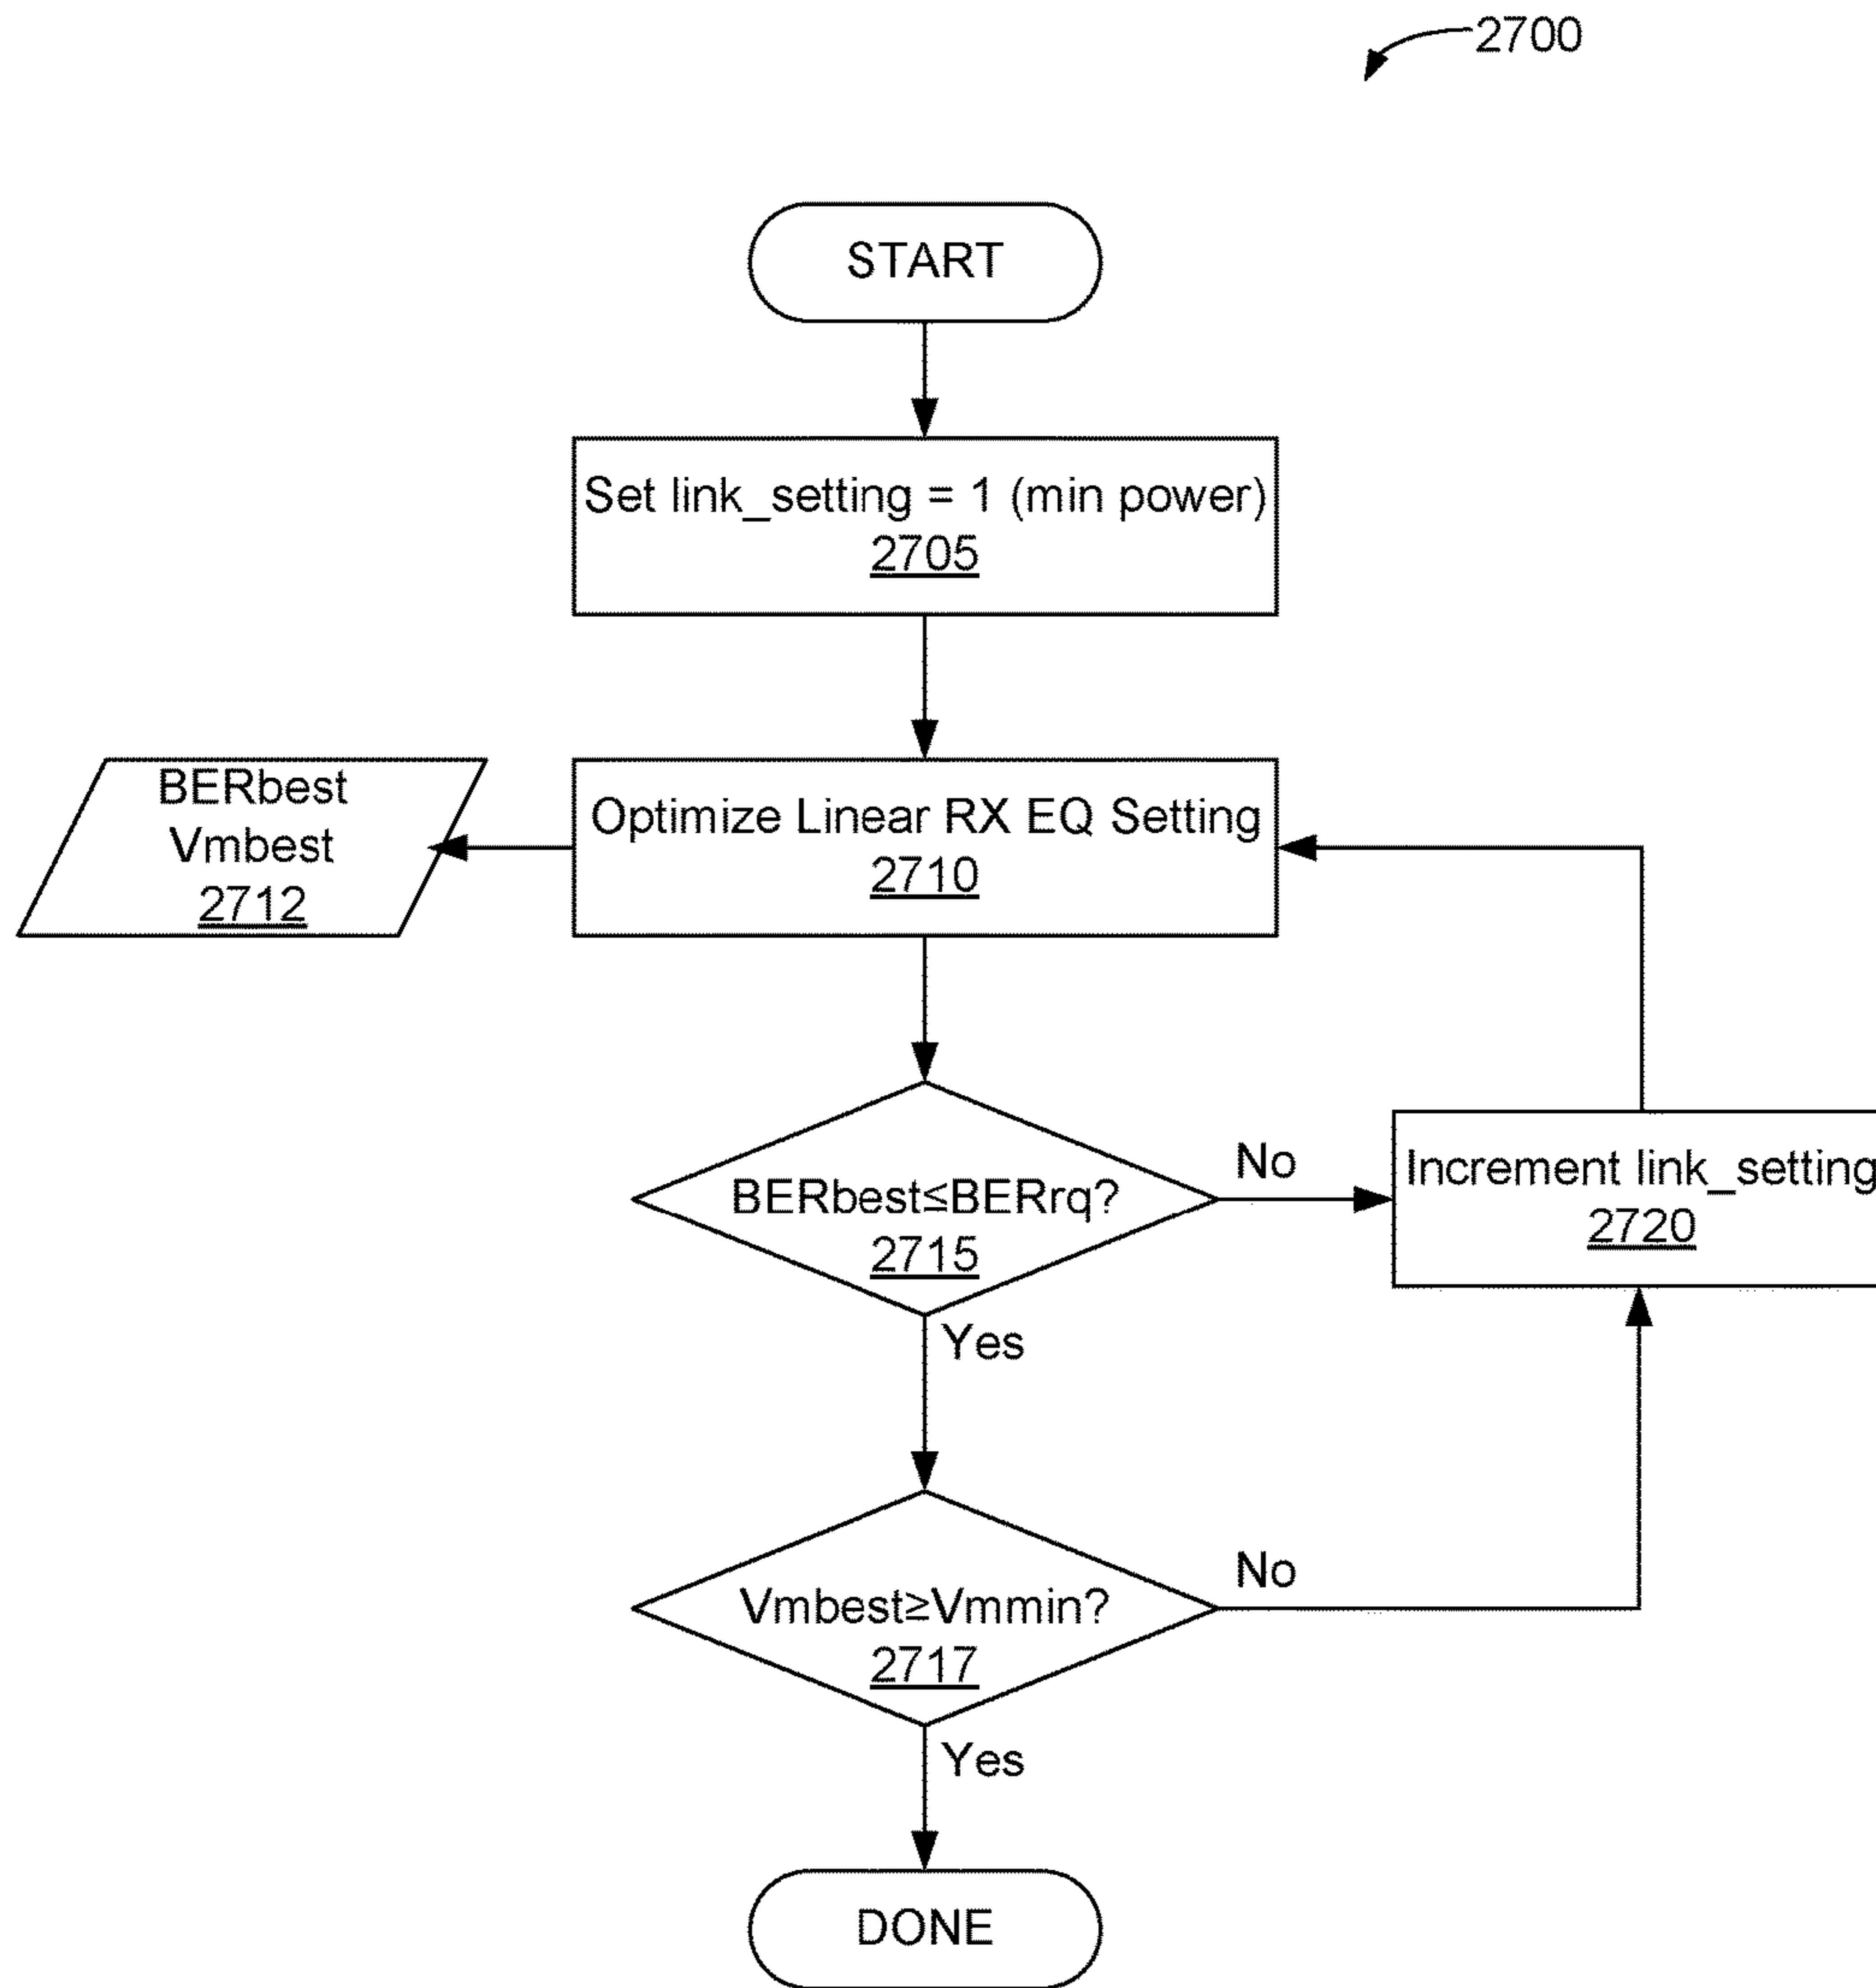 2700
START
Set link_setting = 1 (min power)
2705
BERbest
Vmbest
2712
Optimize Linear RX EQ Setting
2710
BERbest≤BERrq?
2715
No
Increment link_setting
2720
Yes
Vmbest≥Vmmin?
2717
No
Yes
DONE